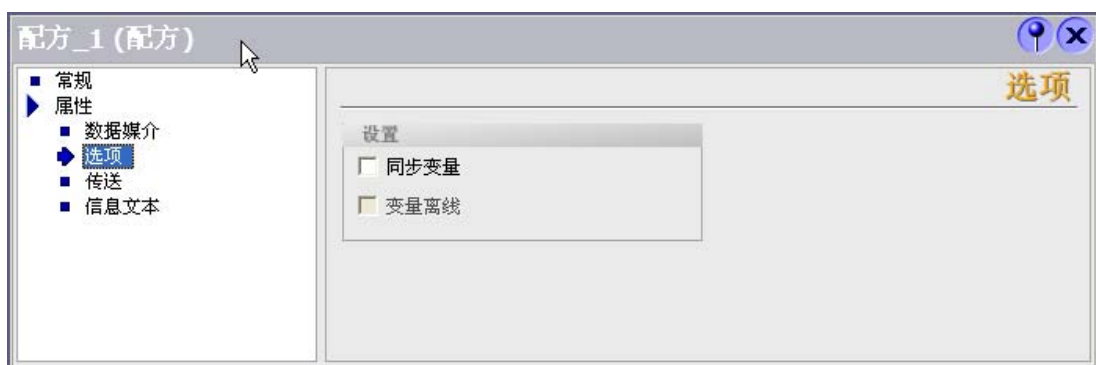 配方_1 (配方)
常规
属性
数据媒介
选项
传送
信息文本
选项
设置
同步变量
变量离线